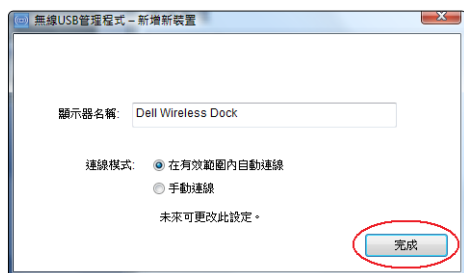 無線USB管理程式 – 新增新裝置
顯示器名稱: Dell Wireless Dock
連線模式: 在有效範圍內自動連線
手動連線
未來可更改此設定。
完成